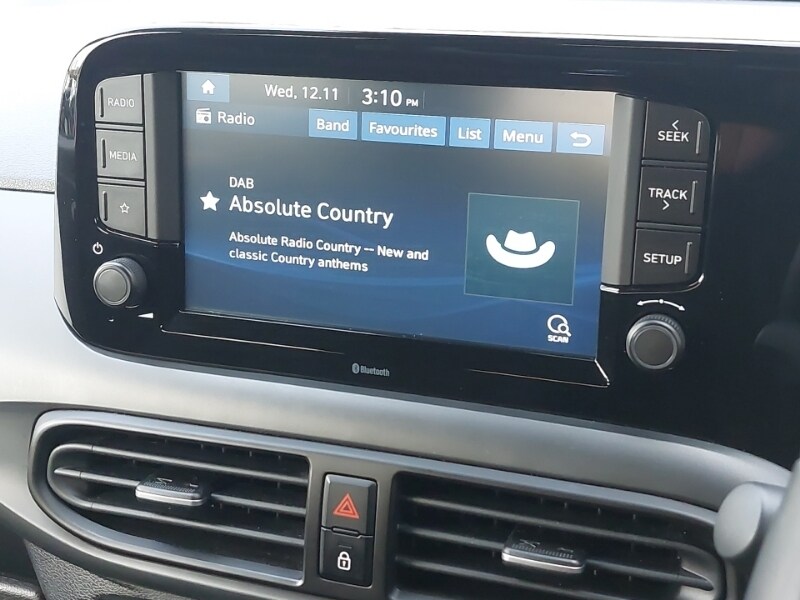 Wed, 12.11 3:10 PM
RADIO
Radio
Band Favourites List Menu
SEEK
MEDIA
DAB
Absolute Country
TRACK
Absolute Radio Country -- New and
classic Country anthems
SETUP
SCAN
Bluetooth